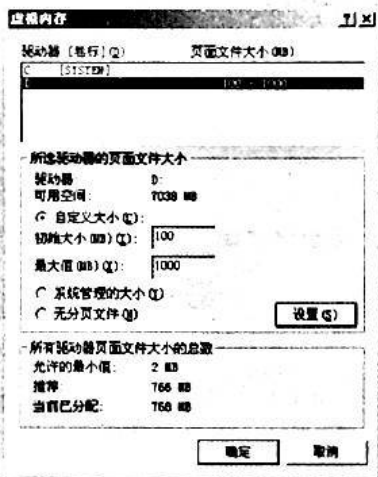 虚拟内存
驱动器 [卷标](D) 页面文件大小(MB)
C [SYSTEM]
100 - 1000
所选驱动器的页面文件大小
驱动器 D:
可用空间: 7038 MB
自定义大小(C):
初始大小(MB)(I): 100
最大值(MB)(X): 1000
系统管理的大小(Y)
无分页文件(N)
设置(S)
所有驱动器页面文件大小的总数
允许的最小值: 2 MB
推荐 766 MB
当前已分配: 768 MB
确定 取消